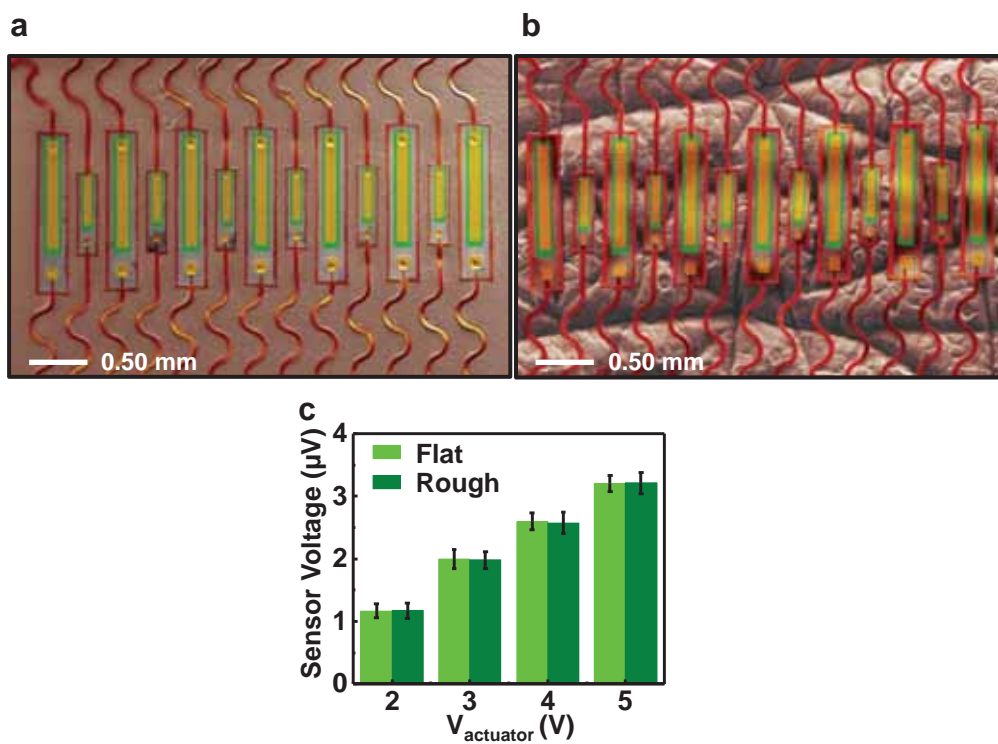 a
b
0.50 mm
0.50 mm
c
Sensor Voltage (µV)
4
3
2
1
0
Flat
Rough
2 3 4 5
Vactuator (V)